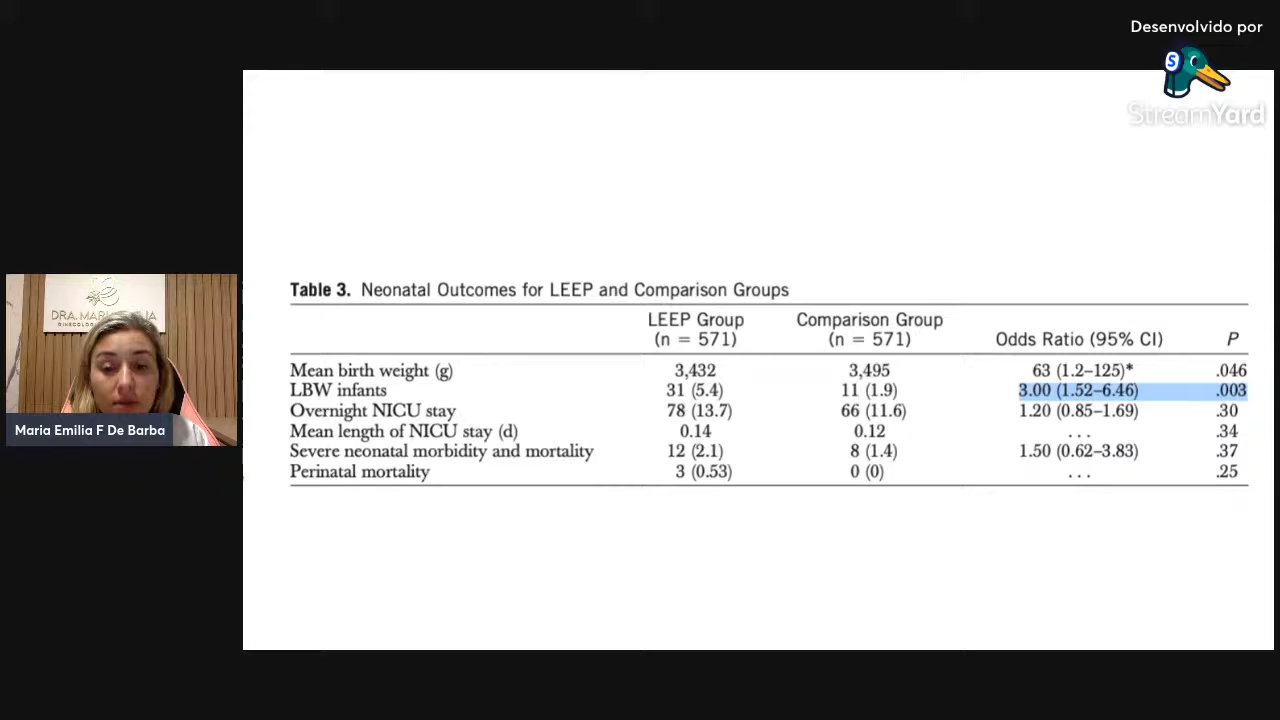 Desenvolvido por
StreamYard
Table 3. Neonatal Outcomes for LEEP and Comparison Groups
LEEP Group (n = 571) Comparison Group (n = 571) Odds Ratio (95% CI) P
Mean birth weight (g) 3,432 3,495 63 (1.2–125)* .046
LBW infants 31 (5.4) 11 (1.9) 3.00 (1.52–6.46) .003
Overnight NICU stay 78 (13.7) 66 (11.6) 1.20 (0.85–1.69) .30
Mean length of NICU stay (d) 0.14 0.12 ... .34
Severe neonatal morbidity and mortality 12 (2.1) 8 (1.4) 1.50 (0.62–3.83) .37
Perinatal mortality 3 (0.53) 0 (0) ... .25
DRA. MARI
Maria Emilia F De Barba